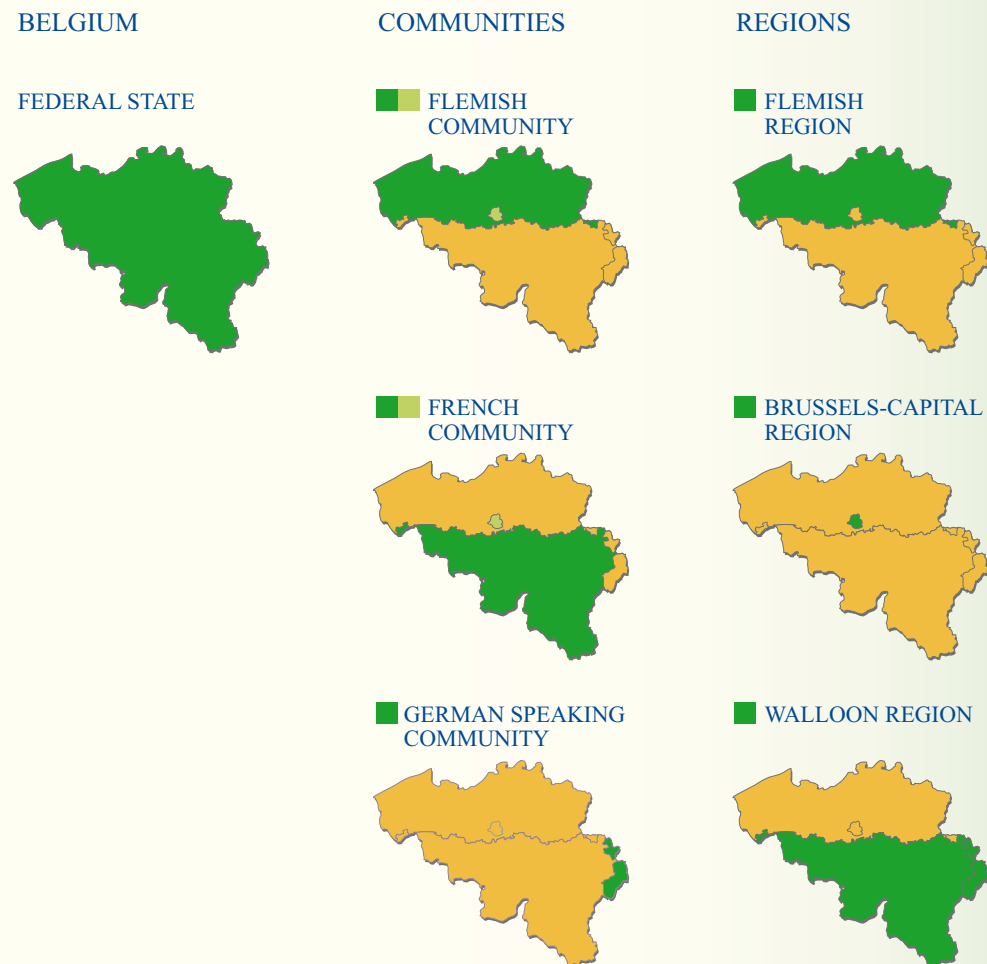 BELGIUM
COMMUNITIES
REGIONS
FEDERAL STATE
FLEMISH
COMMUNITY
FLEMISH
REGION
FRENCH
COMMUNITY
BRUSSELS-CAPITAL
REGION
GERMAN SPEAKING
COMMUNITY
WALLOON REGION